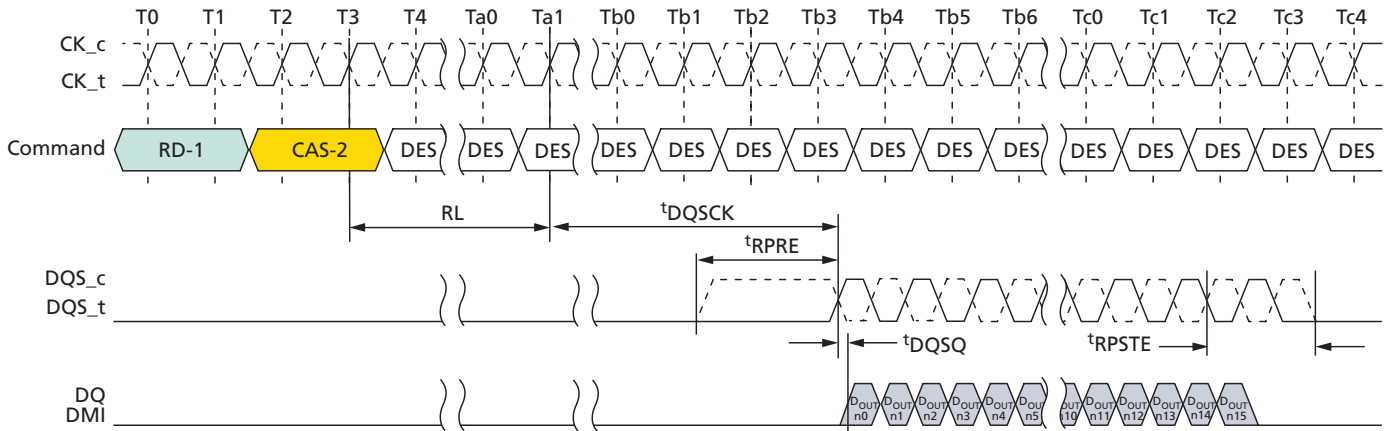 T0 T1 T2 T3 T4 Ta0 Ta1 Tb0 Tb1 Tb2 Tb3 Tb4 Tb5 Tb6 Tc0 Tc1 Tc2 Tc3 Tc4
CK_c
CK_t
Command RD-1 CAS-2 DES DES DES DES DES DES DES DES DES DES DES DES DES DES DES
RL tDQSCK
tRPRE
DQS_c
DQS_t
tDQSQ tRPSTE
DQ
DMI
DOUT DOUT DOUT DOUT DOUT DOUT DOUT DOUT DOUT DOUT DOUT DOUT
n0 n1 n2 n3 n4 n5 n10 n11 n12 n13 n14 n15